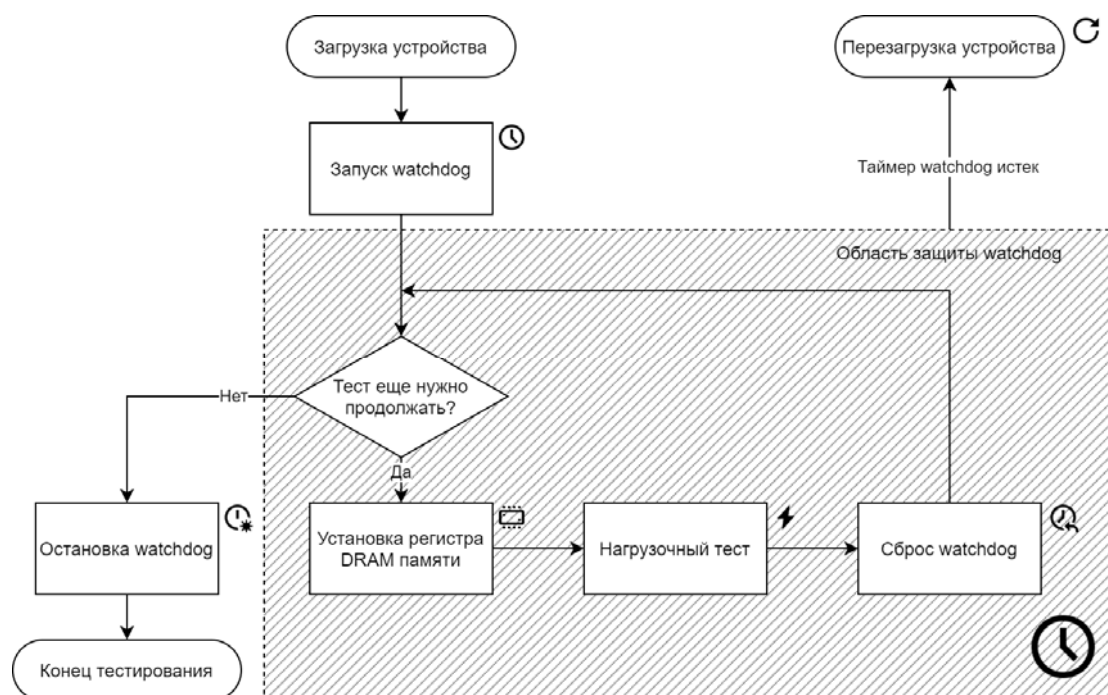 Загрузка устройства
Перезагрузка устройства
Запуск watchdog
Таймер watchdog истек
Область защиты watchdog
Тест еще нужно
продолжать?
Нет
Да
Остановка watchdog
Установка регистра
DRAM памяти
Нагрузочный тест
Сброс watchdog
Конец тестирования